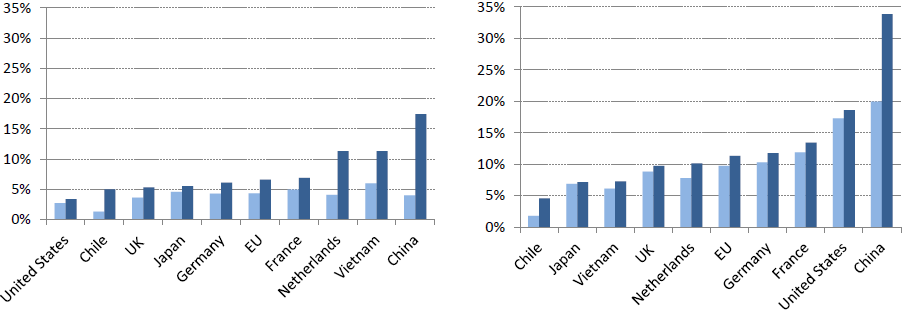 35%
30%
25%
20%
15%
10%
5%
0%
United States
Chile
UK
Japan
Germany
EU
France
Netherlands
Vietnam
China
35%
30%
25%
20%
15%
10%
5%
0%
Chile
Japan
Vietnam
UK
Netherlands
EU
Germany
France
United States
China